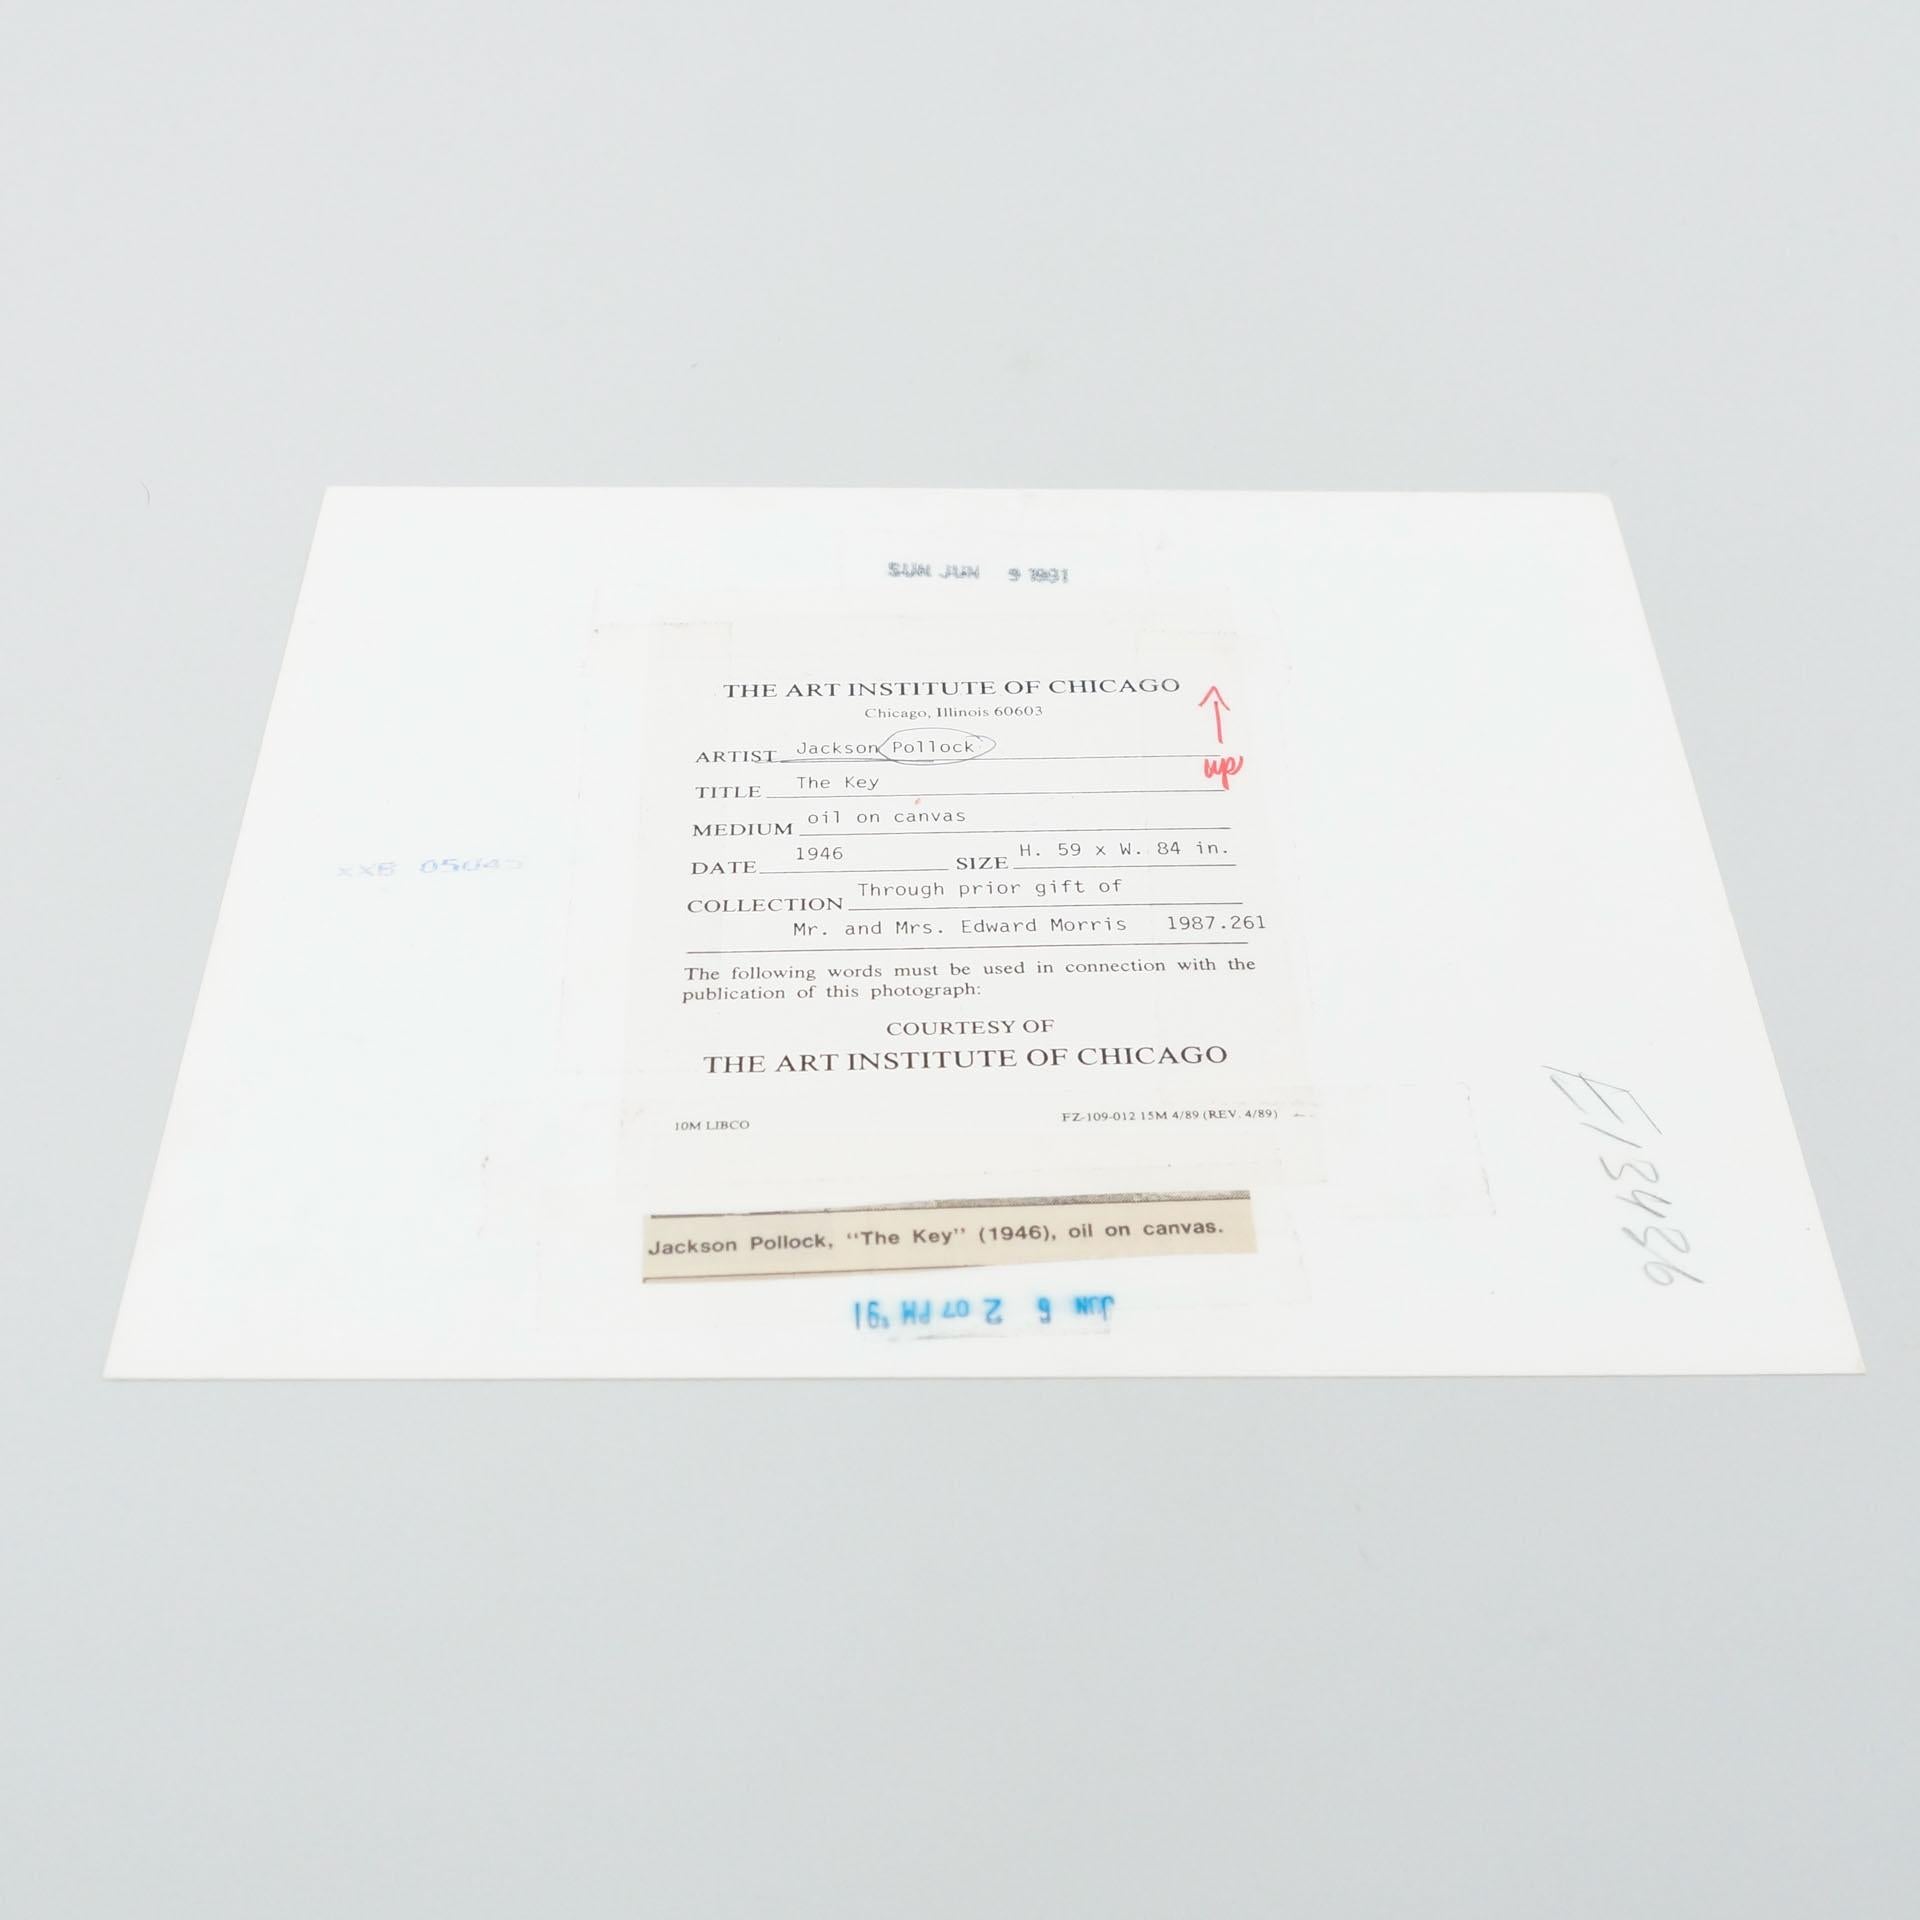 SUN JUN 9 1991
THE ART INSTITUTE OF CHICAGO
Chicago, Illinois 60603
ARTIST Jackson Pollock
up
TITLE The Key
MEDIUM oil on canvas
DATE 1946 SIZE H. 59 x W. 84 in.
COLLECTION Through prior gift of
Mr. and Mrs. Edward Morris 1987.261
The following words must be used in connection with the
publication of this photograph:
COURTESY OF
THE ART INSTITUTE OF CHICAGO
10M LIBCO
FZ-109-012 15M 4/89 (REV. 4/89)
Jackson Pollock, “The Key” (1946), oil on canvas.
JUN 6 2 07 PM '91
XXB